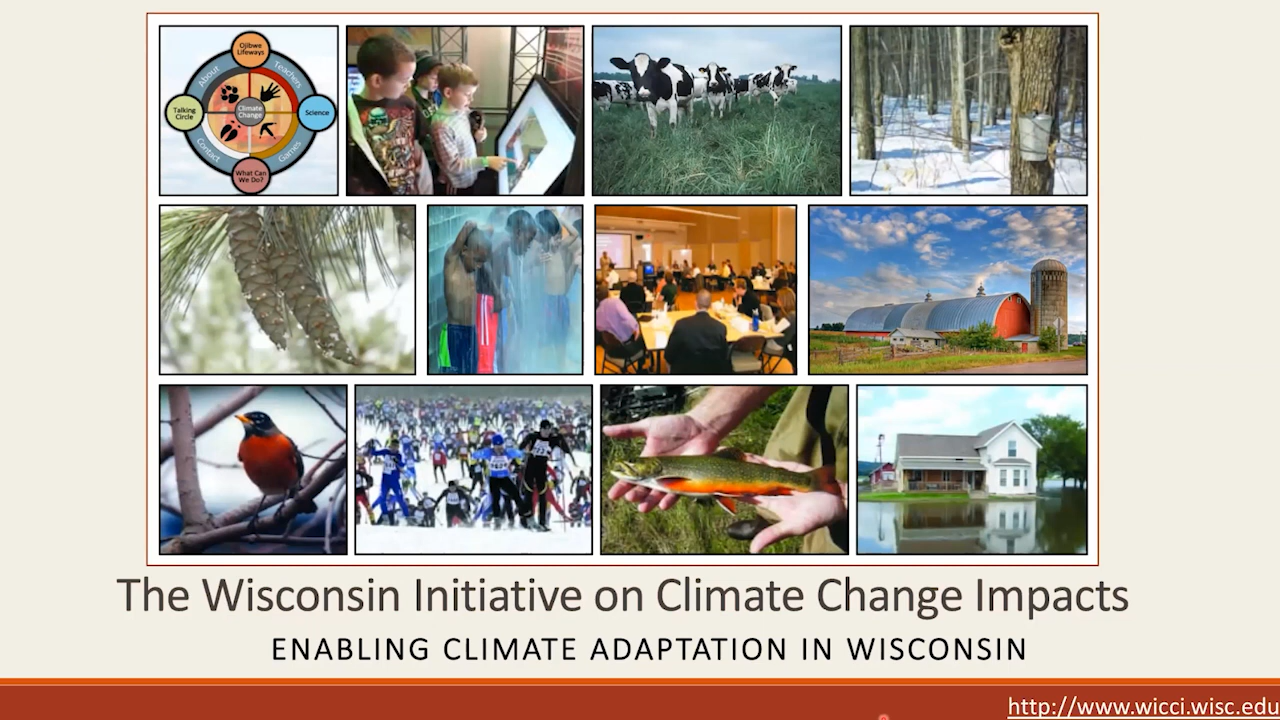 Ojibwe
Lifeways
About
Teachers
Talking
Circle
Climate
Change
Science
Contact
Games
What Can
We Do?
The Wisconsin Initiative on Climate Change Impacts
ENABLING CLIMATE ADAPTATION IN WISCONSIN
http://www.wicci.wisc.edu